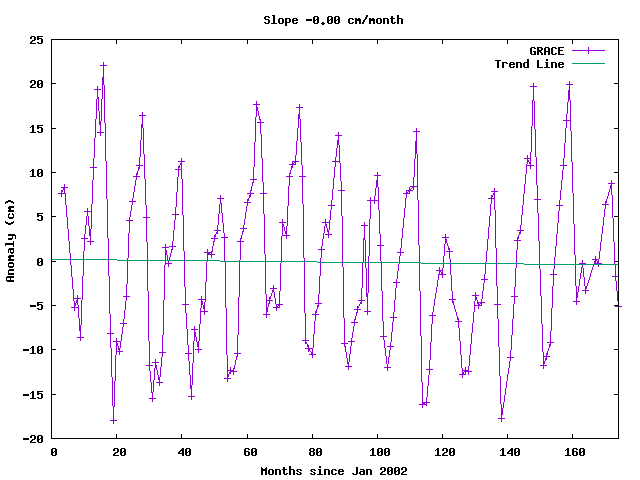 Slope -0.00 cm/month
GRACE
Trend Line
25
20
15
10
5
0
-5
-10
-15
-20
Anomaly (cm)
0 20 40 60 80 100 120 140 160
Months since Jan 2002